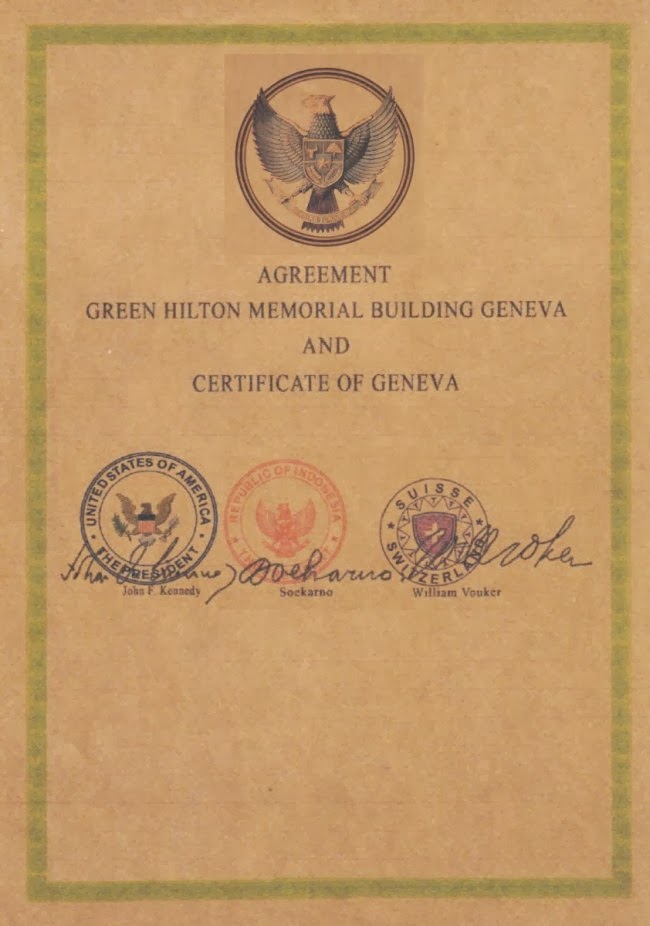 AGREEMENT
GREEN HILTON MEMORIAL BUILDING GENEVA
AND
CERTIFICATE OF GENEVA
UNITED STATES OF AMERICA
THE PRESIDENT
REPUBLIC OF INDONESIA
SUISSE
SWITZERLAND
Soekarno
John F. Kennedy
Soekarno
William Vouker